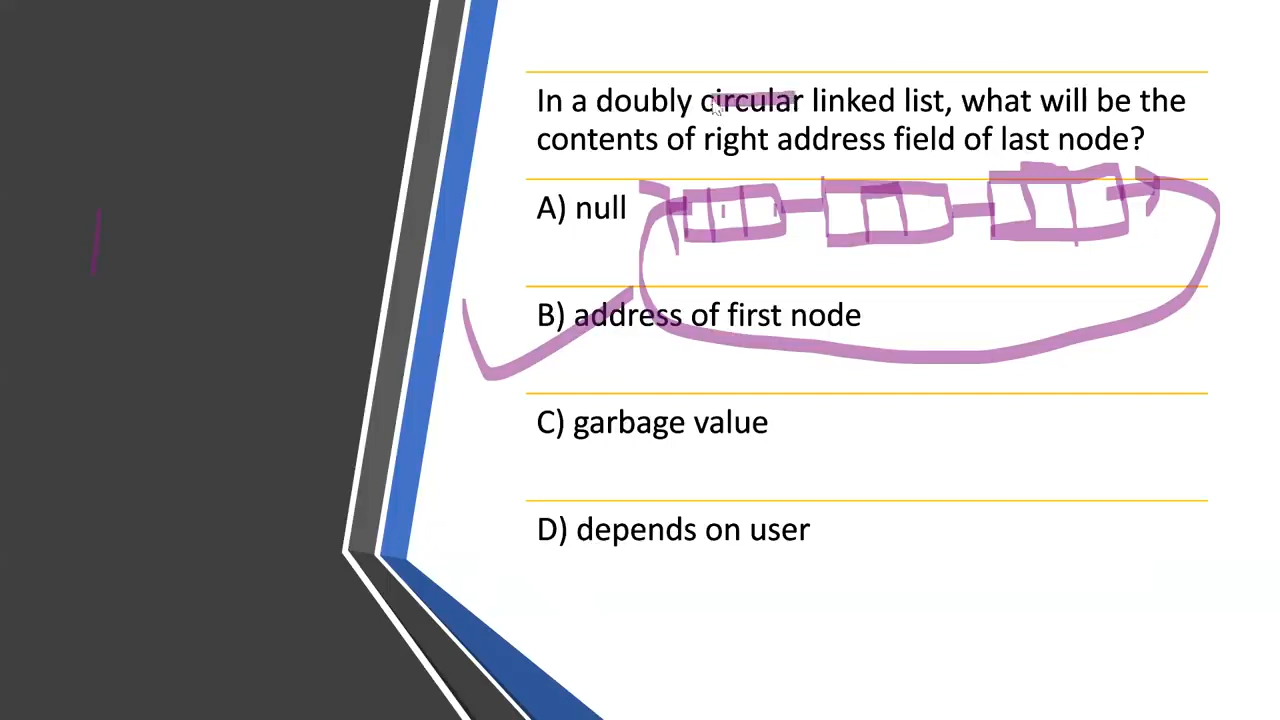 In a doubly circular linked list, what will be the
contents of right address field of last node?
A) null
B) address of first node
C) garbage value
D) depends on user